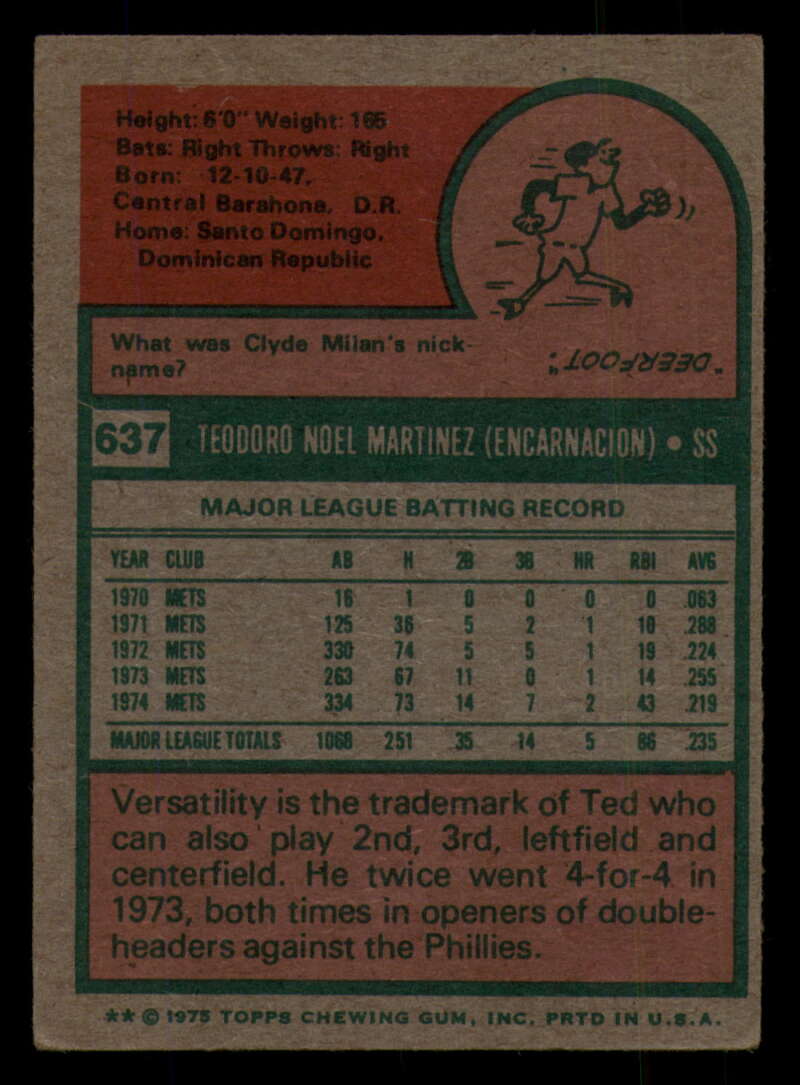 Height: 6'0" Weight: 165
Bats: Right Throws: Right
Born: 12-10-47,
Central Barahona, D.R.
Home: Santo Domingo,
Dominican Republic
What was Clyde Milan's nick-
name?
"DEERFOOT".
637 TEODORO NOEL MARTINEZ (ENCARNACION) • SS
MAJOR LEAGUE BATTING RECORD
YEAR CLUB AB H 2B 3B HR RBI AVG
1970 METS 16 1 0 0 0 0 .063
1971 METS 125 36 5 2 1 10 .288
1972 METS 330 74 5 5 1 19 .224
1973 METS 263 67 11 0 1 14 .255
1974 METS 334 73 14 7 2 43 .219
MAJOR LEAGUE TOTALS 1068 251 35 14 5 86 .235
Versatility is the trademark of Ted who
can also play 2nd, 3rd, leftfield and
centerfield. He twice went 4-for-4 in
1973, both times in openers of double-
headers against the Phillies.
** © 1975 TOPPS CHEWING GUM, INC. PRTD IN U.S.A.